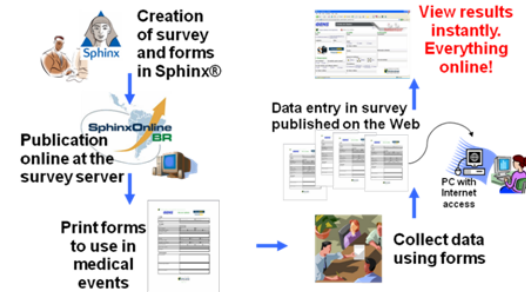 Creation
of survey
and forms
in Sphinx®
Sphinx
SphinxOnline
BR
Publication
online at the
survey server
Print forms
to use in
medical
events
Collect data
using forms
Data entry in survey
published on the Web
PC with
Internet
access
View results
instantly.
Everything
online!